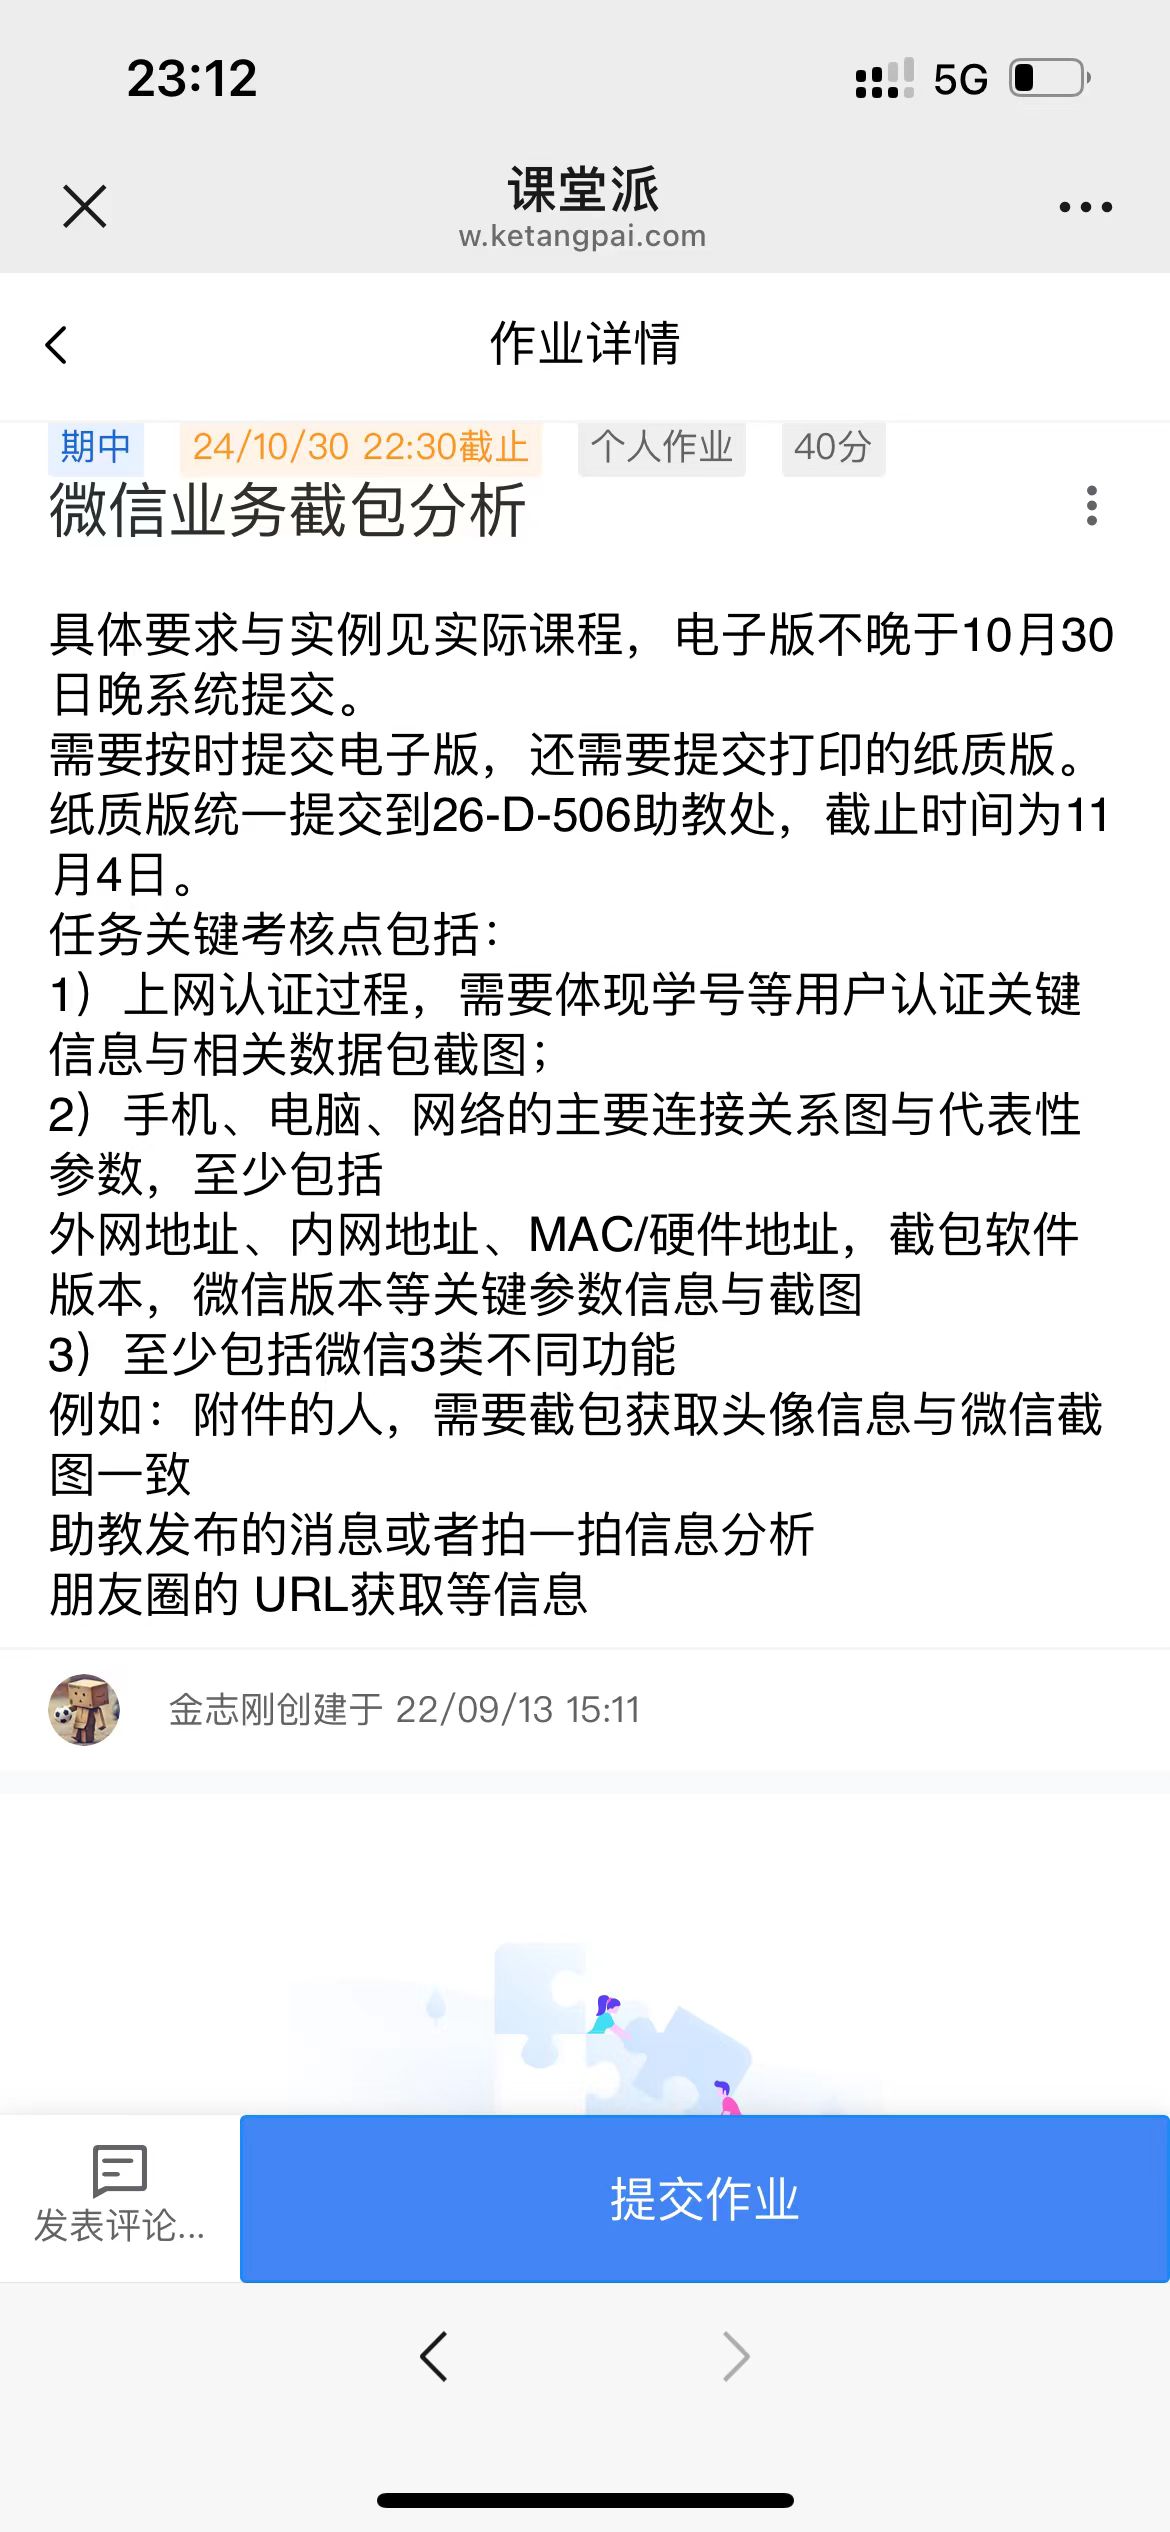 23:12
5G
课堂派
w.ketangpai.com
作业详情
期中 24/10/30 22:30截止 个人作业 40分
微信业务截包分析
具体要求与实例见实际课程，电子版不晚于10月30
日晚系统提交。
需要按时提交电子版，还需要提交打印的纸质版。
纸质版统一提交到26-D-506助教处，截止时间为11
月4日。
任务关键考核点包括：
1）上网认证过程，需要体现学号等用户认证关键
信息与相关数据包截图；
2）手机、电脑、网络的主要连接关系图与代表性
参数，至少包括
外网地址、内网地址、MAC/硬件地址，截包软件
版本，微信版本等关键参数信息与截图
3）至少包括微信3类不同功能
例如：附件的人，需要截包获取头像信息与微信截
图一致
助教发布的消息或者拍一拍信息分析
朋友圈的 URL获取等信息
金志刚创建于 22/09/13 15:11
发表评论...
提交作业